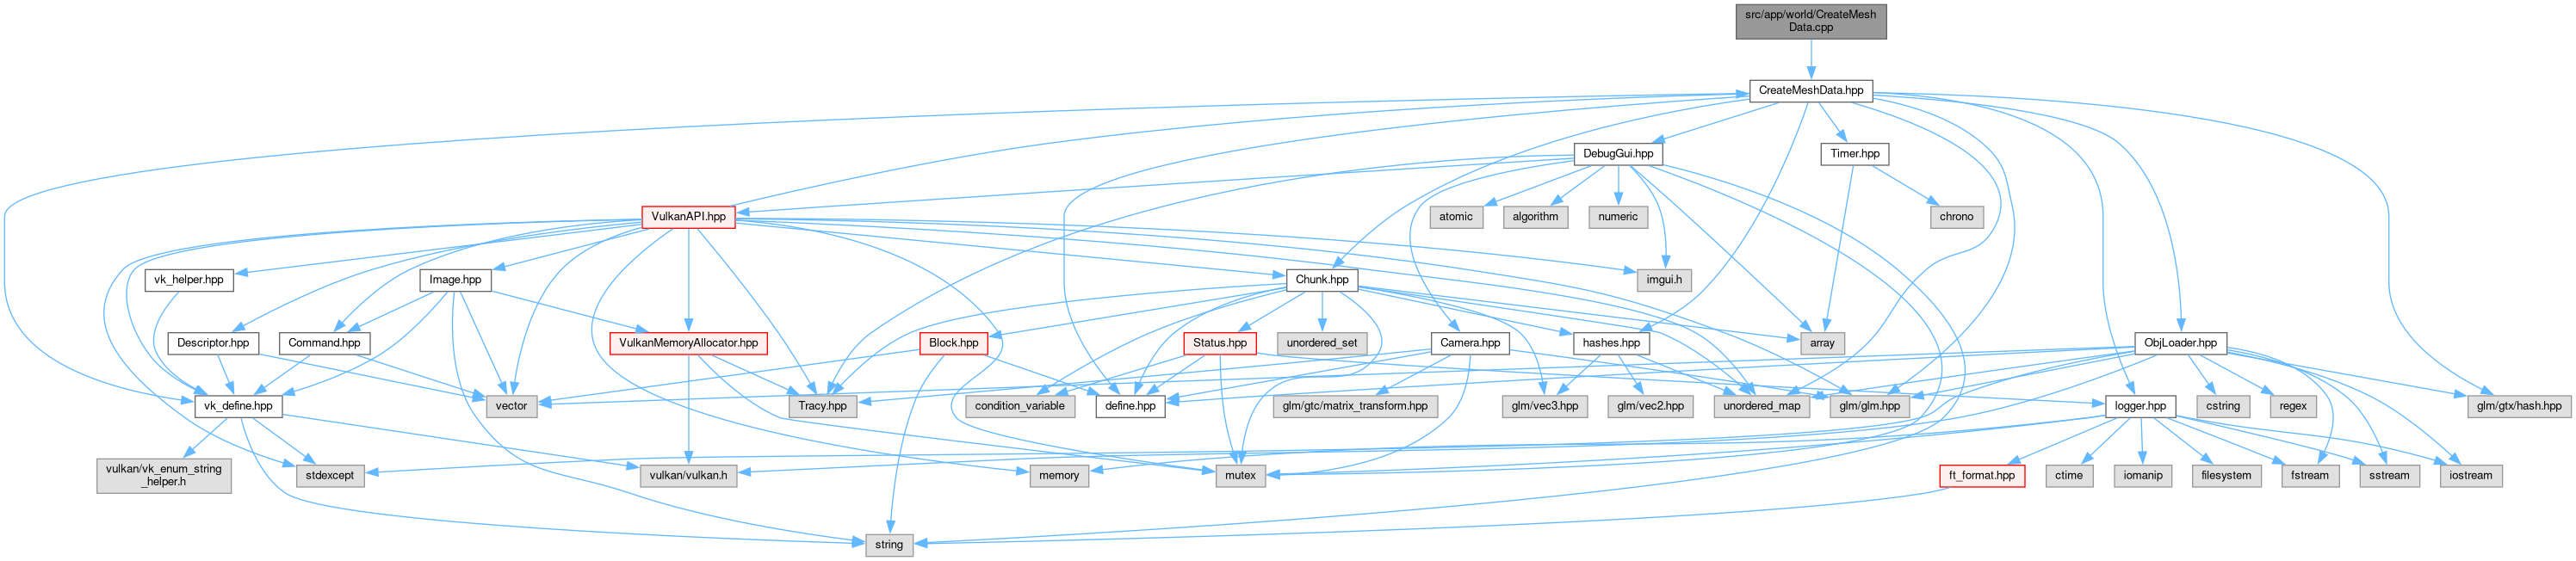 src/app/world/CreateMesh
Data.cpp
CreateMeshData.hpp
DebugGui.hpp
Timer.hpp
VulkanAPI.hpp
atomic
algorithm
numeric
chrono
vk_helper.hpp
Image.hpp
Chunk.hpp
imgui.h
Descriptor.hpp
Command.hpp
VulkanMemoryAllocator.hpp
Block.hpp
Status.hpp
unordered_set
Camera.hpp
hashes.hpp
array
ObjLoader.hpp
vk_define.hpp
vector
Tracy.hpp
condition_variable
define.hpp
glm/gtc/matrix_transform.hpp
glm/vec3.hpp
glm/vec2.hpp
unordered_map
glm/glm.hpp
logger.hpp
cstring
regex
glm/gtx/hash.hpp
vulkan/vk_enum_string
_helper.h
stdexcept
vulkan/vulkan.h
memory
mutex
ft_format.hpp
ctime
iomanip
filesystem
fstream
sstream
iostream
string